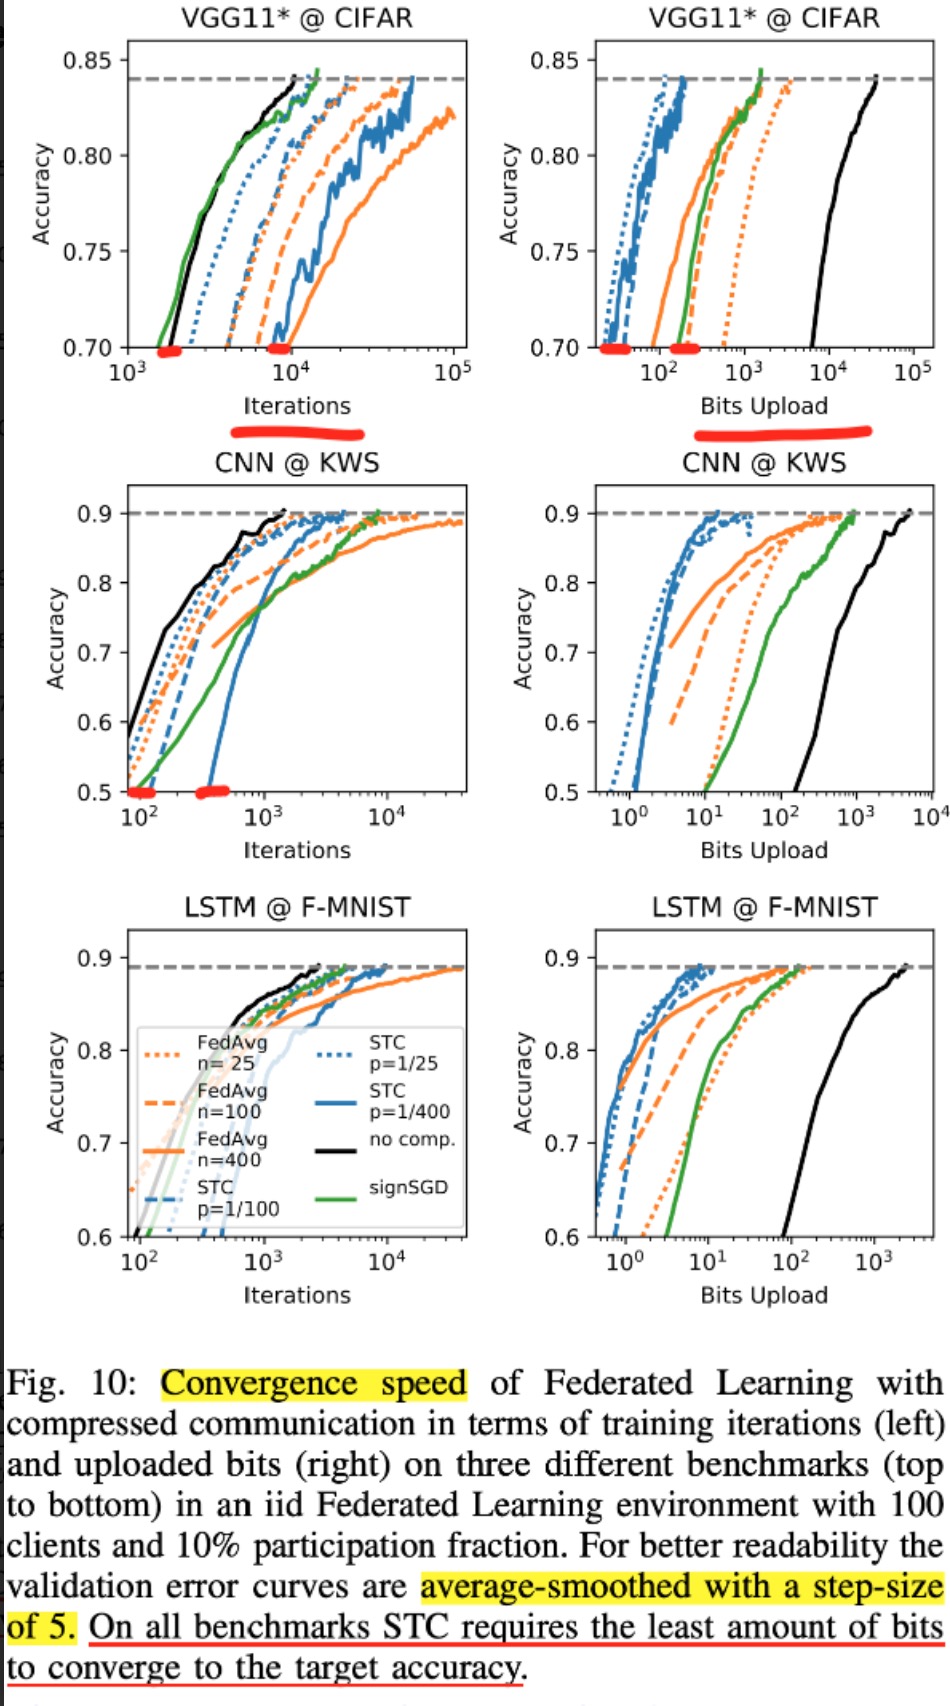 VGG11* @ CIFAR
0.85
0.80
0.75
0.70
Accuracy
10³ 10⁴ 10⁵
Iterations
VGG11* @ CIFAR
0.85
0.80
0.75
0.70
Accuracy
10² 10³ 10⁴ 10⁵
Bits Upload
CNN @ KWS
0.9
0.8
0.7
0.6
0.5
Accuracy
10² 10³ 10⁴
Iterations
CNN @ KWS
0.9
0.8
0.7
0.6
0.5
Accuracy
10⁰ 10¹ 10² 10³ 10⁴
Bits Upload
LSTM @ F-MNIST
0.9
0.8
0.7
0.6
Accuracy
FedAvg
n= 25
FedAvg
n=100
FedAvg
n=400
STC
p=1/100
STC
p=1/25
STC
p=1/400
no comp.
signSGD
10² 10³ 10⁴
Iterations
LSTM @ F-MNIST
0.9
0.8
0.7
0.6
Accuracy
10⁰ 10¹ 10² 10³
Bits Upload
Fig. 10: Convergence speed of Federated Learning with
compressed communication in terms of training iterations (left)
and uploaded bits (right) on three different benchmarks (top
to bottom) in an iid Federated Learning environment with 100
clients and 10% participation fraction. For better readability the
validation error curves are average-smoothed with a step-size
of 5. On all benchmarks STC requires the least amount of bits
to converge to the target accuracy.